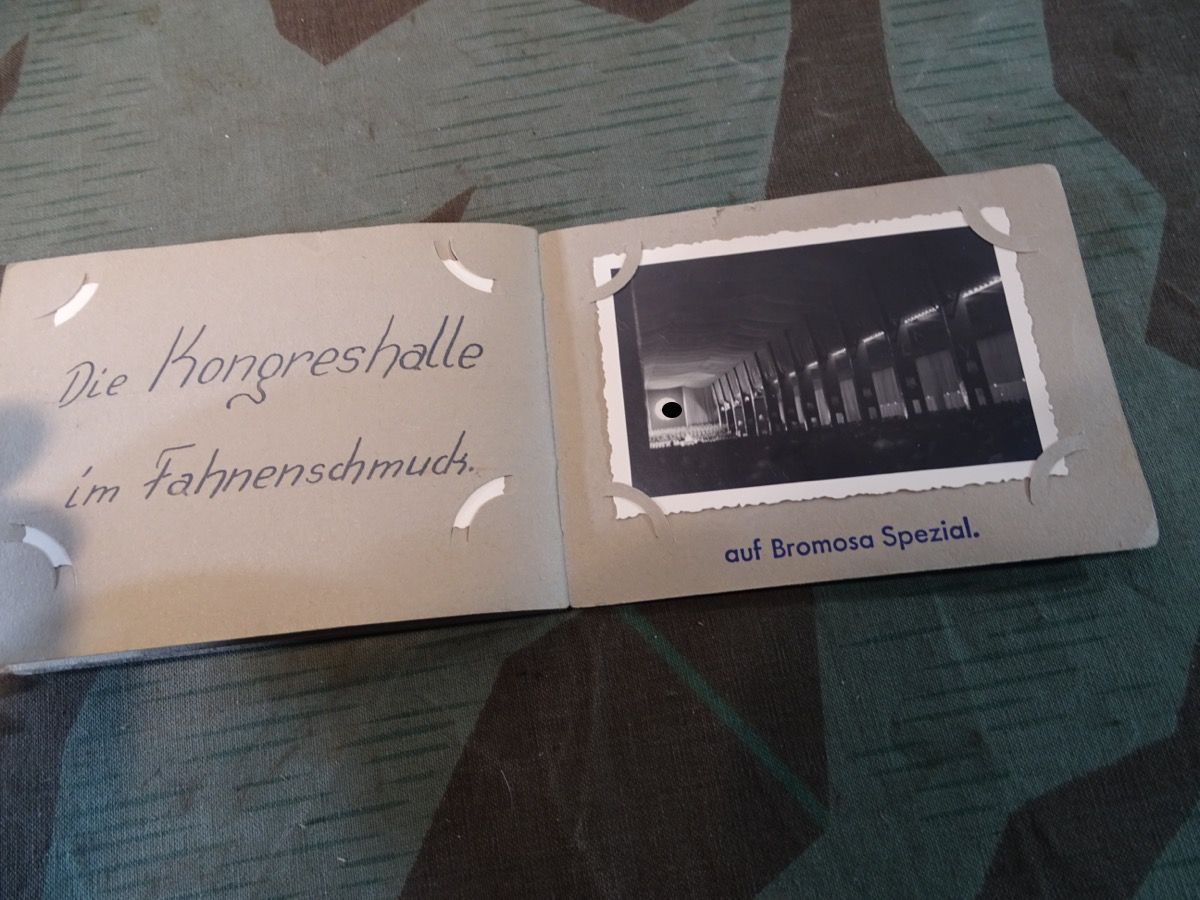 Die Kongreshalle
im Fahnenschmuck.
auf Bromosa Spezial.